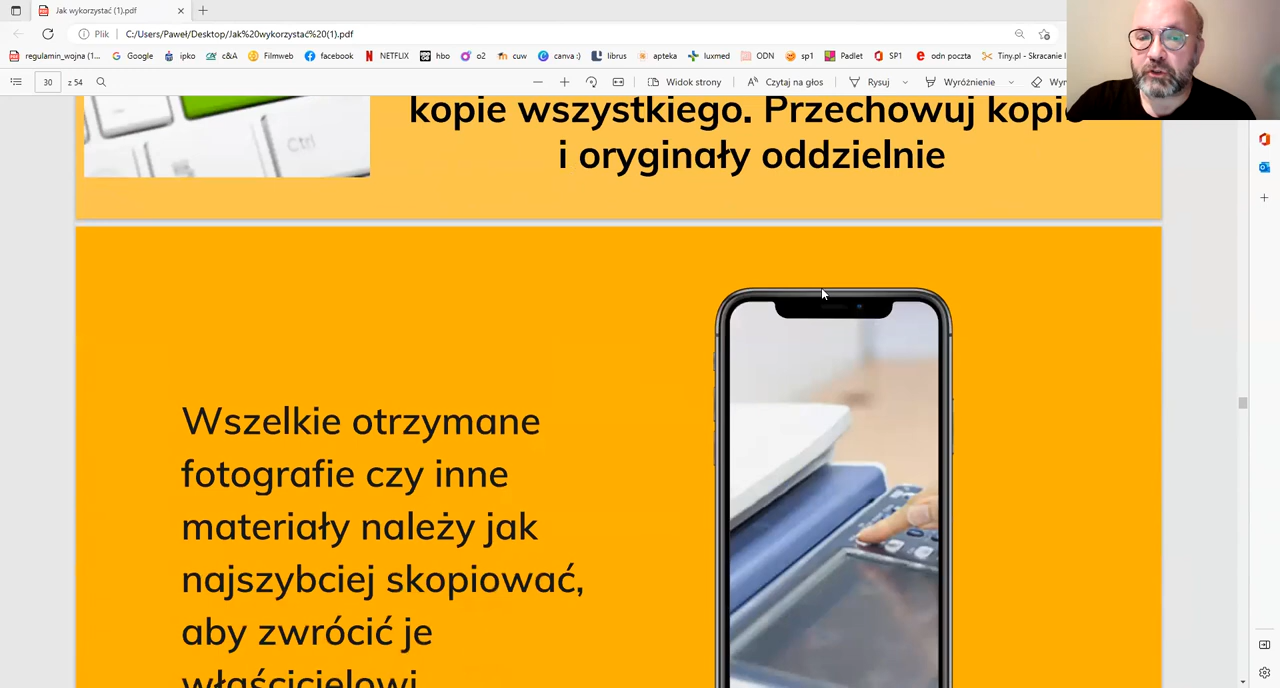 Jak wykorzystać (1).pdf
Plik C:/Users/Paweł/Desktop/Jak%20wykorzystać%20(1).pdf
regulamin_wojna (1... Google ipko c&A Filmweb facebook NETFLIX hbo o2 cuw canva :) librus apteka luxmed ODN sp1 Padlet SP1 odn poczta Tiny.pl - Skracanie l
30 z 54 Widok strony Czytaj na głos Rysuj Wyróżnienie
kopie wszystkiego. Przechowuj kopie
i oryginały oddzielnie
Ctrl
Wszelkie otrzymane
fotografie czy inne
materiały należy jak
najszybciej skopiować,
aby zwrócić je
właścicielowi